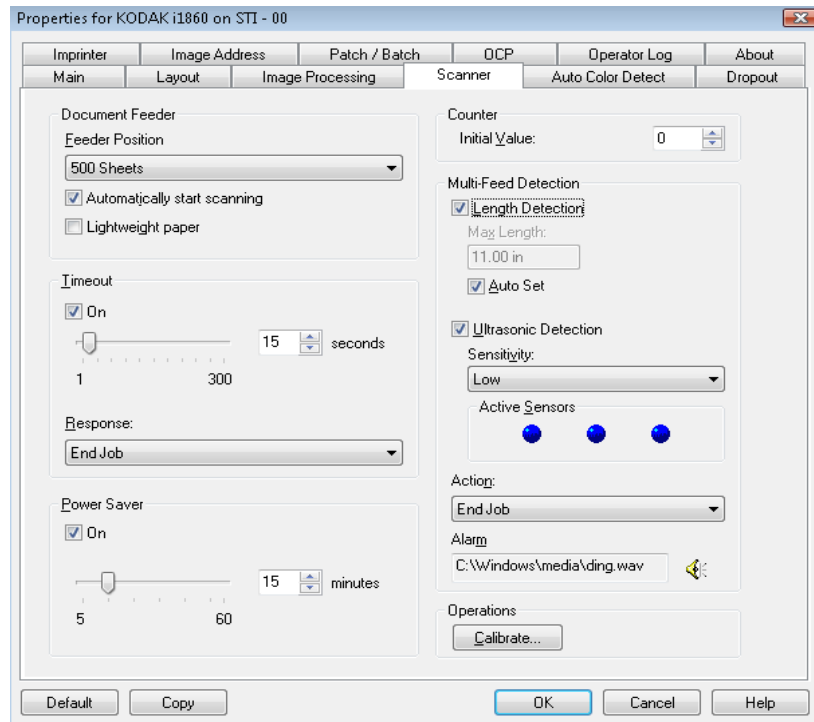 Properties for KODAK i1860 on STI - 00
Imprinter Image Address Patch / Batch OCP Operator Log About
Main Layout Image Processing Scanner Auto Color Detect Dropout
Document Feeder
Feeder Position
500 Sheets
Automatically start scanning
Lightweight paper
Timeout
On
15 seconds
1 300
Response:
End Job
Power Saver
On
15 minutes
5 60
Counter
Initial Value: 0
Multi-Feed Detection
Length Detection
Max Length:
11.00 in
Auto Set
Ultrasonic Detection
Sensitivity:
Low
Active Sensors
Action:
End Job
Alarm
C:\Windows\media\ding.wav
Operations
Calibrate...
Default Copy OK Cancel Help